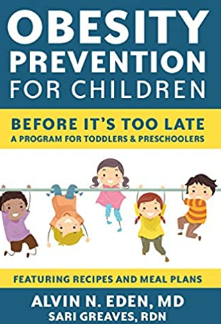 OBESITY
PREVENTION
FOR CHILDREN
BEFORE IT'S TOO LATE
A PROGRAM FOR TODDLERS & PRESCHOOLERS
FEATURING RECIPES AND MEAL PLANS
ALVIN N. EDEN, MD
SARI GREAVES, RDN